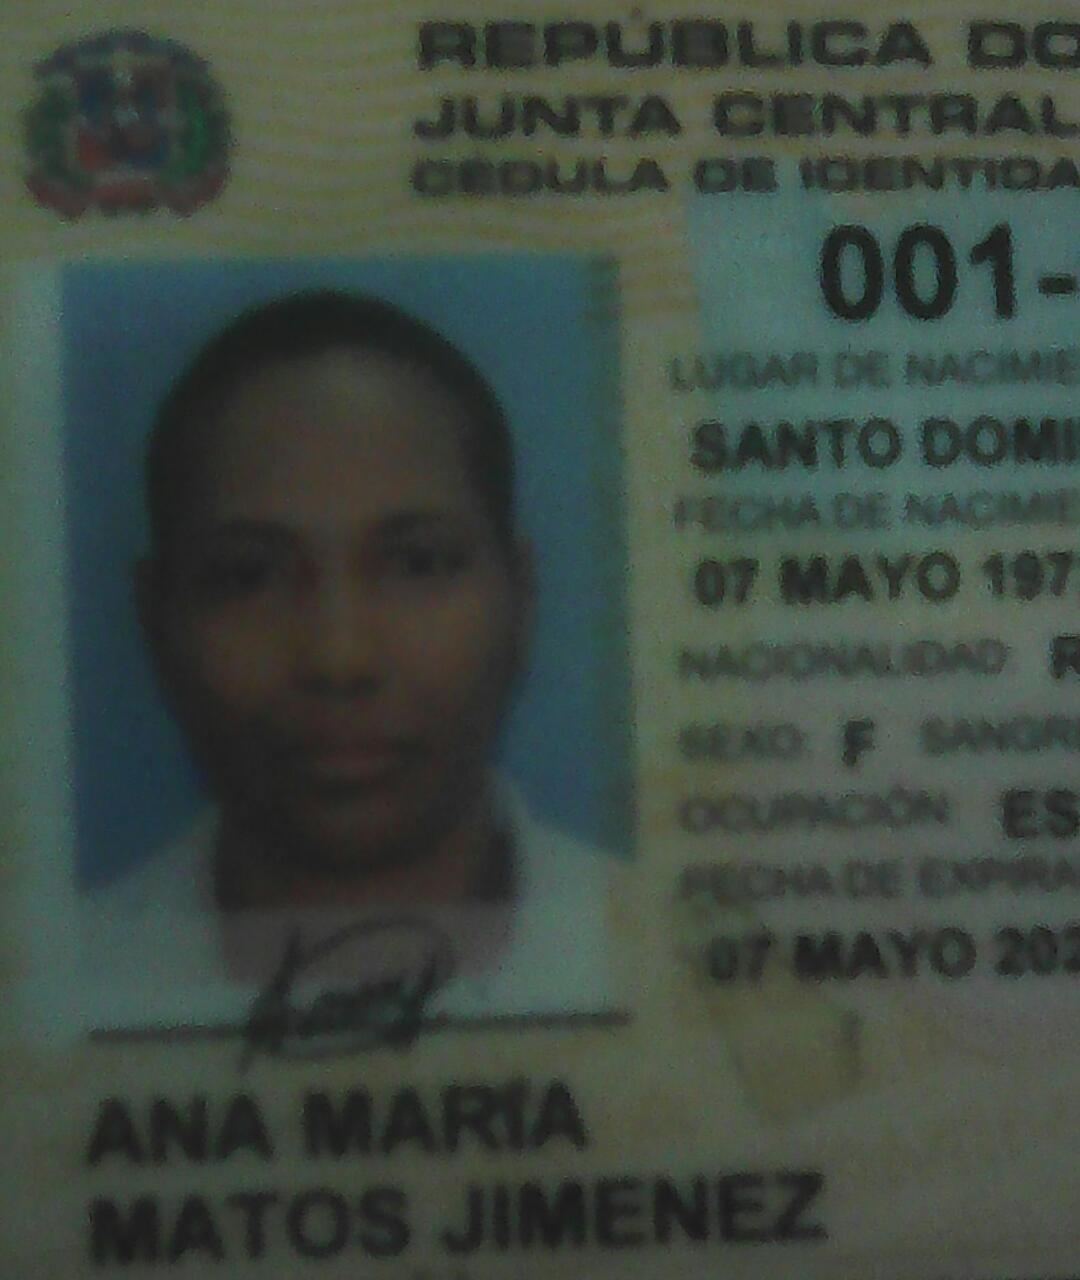 REPÚBLICA DO
JUNTA CENTRAL
CÉDULA DE IDENTIDA
001-
LUGAR DE NACIMIE
SANTO DOMI
FECHA DE NACIMIE
07 MAYO 197
NACIONALIDAD R
SEXO: F SANGR
OCUPACIÓN ES
FECHA DE EXPIRA
07 MAYO 202
ANA MARÍA
MATOS JIMENEZ